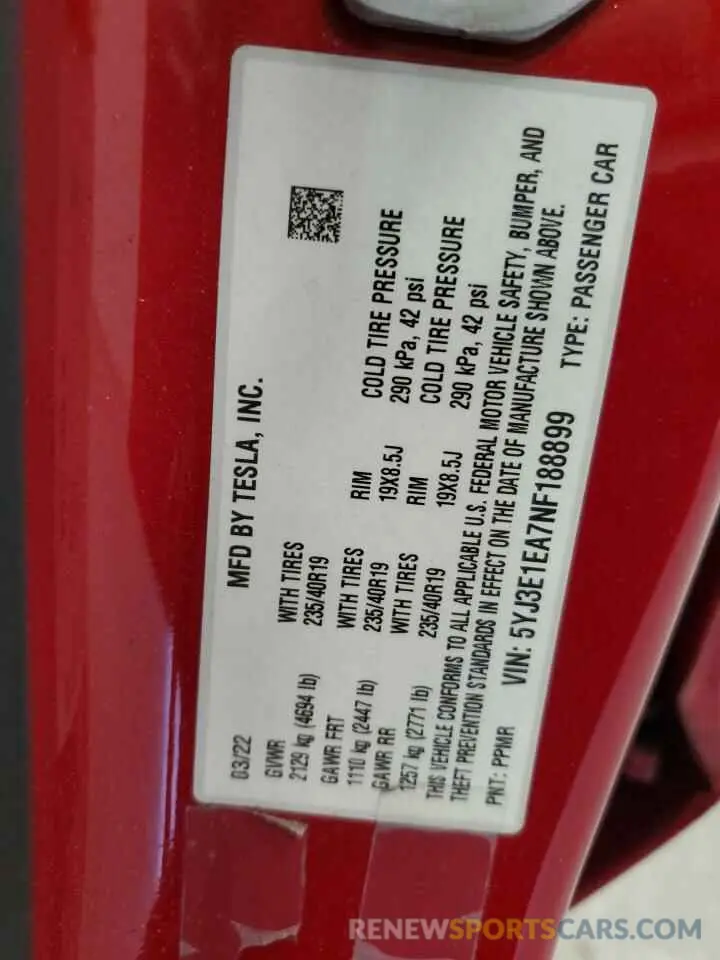 MFD BY TESLA, INC.
03/22
GVWR
2129 kg (4694 lb)
WITH TIRES
235/40R19
GAWR FRT
1110 kg (2447 lb)
WITH TIRES
235/40R19
RIM
19X8.5J
COLD TIRE PRESSURE
290 kPa, 42 psi
GAWR RR
1257 kg (2771 lb)
WITH TIRES
235/40R19
RIM
19X8.5J
COLD TIRE PRESSURE
290 kPa, 42 psi
THIS VEHICLE CONFORMS TO ALL APPLICABLE U.S. FEDERAL MOTOR VEHICLE SAFETY, BUMPER, AND
THEFT PREVENTION STANDARDS IN EFFECT ON THE DATE OF MANUFACTURE SHOWN ABOVE.
PNT: PPMR
VIN: 5YJ3E1EA7NF188899
TYPE: PASSENGER CAR
RENEWSPORTSCARS.COM